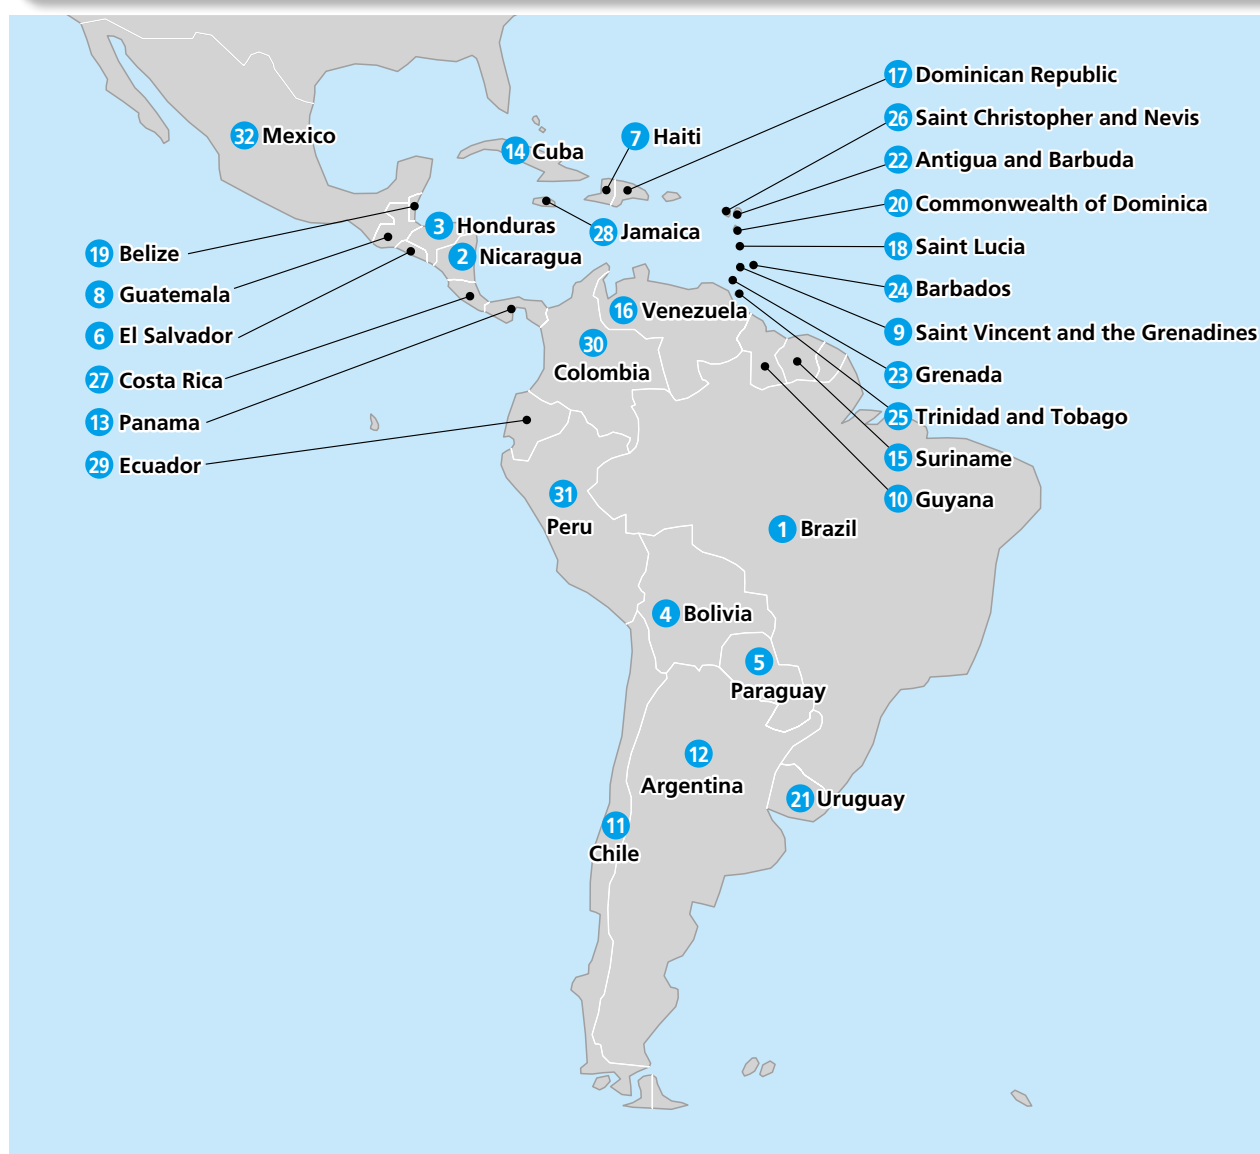 32 Mexico
14 Cuba
7 Haiti
28 Jamaica
3 Honduras
2 Nicaragua
19 Belize
8 Guatemala
6 El Salvador
27 Costa Rica
13 Panama
29 Ecuador
17 Dominican Republic
26 Saint Christopher and Nevis
22 Antigua and Barbuda
20 Commonwealth of Dominica
18 Saint Lucia
24 Barbados
9 Saint Vincent and the Grenadines
23 Grenada
25 Trinidad and Tobago
15 Suriname
10 Guyana
16 Venezuela
30
Colombia
31
Peru
1 Brazil
4 Bolivia
5
Paraguay
12
Argentina
21 Uruguay
11
Chile